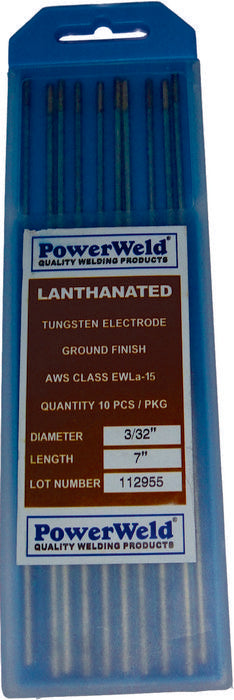 PowerWeld®
QUALITY WELDING PRODUCTS
LANTHANATED
TUNGSTEN ELECTRODE
GROUND FINISH
AWS CLASS EWLa-15
QUANTITY 10 PCS / PKG
DIAMETER 3/32"
LENGTH 7"
LOT NUMBER 112955
PowerWeld®
QUALITY WELDING PRODUCTS